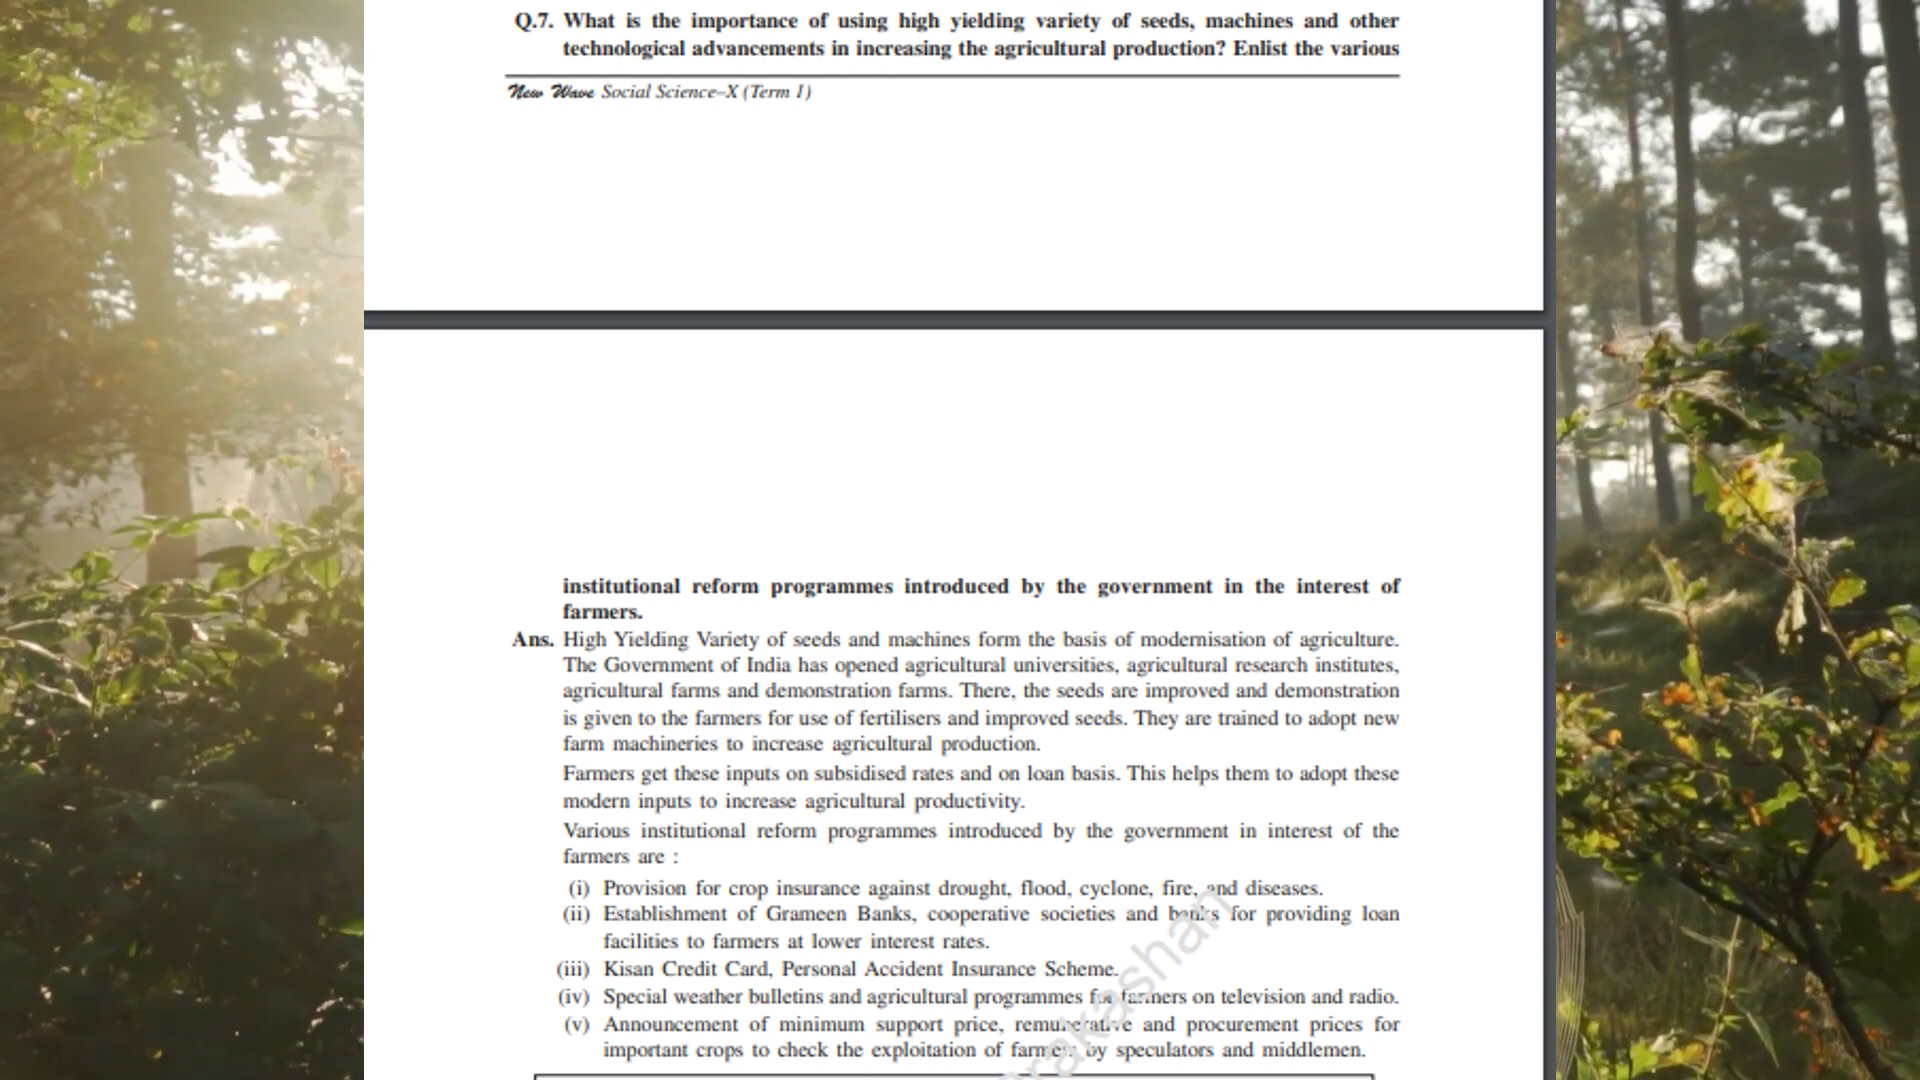 Q.7. What is the importance of using high yielding variety of seeds, machines and other
technological advancements in increasing the agricultural production? Enlist the various
New Wave Social Science–X (Term 1)
institutional reform programmes introduced by the government in the interest of
farmers.
Ans. High Yielding Variety of seeds and machines form the basis of modernisation of agriculture.
The Government of India has opened agricultural universities, agricultural research institutes,
agricultural farms and demonstration farms. There, the seeds are improved and demonstration
is given to the farmers for use of fertilisers and improved seeds. They are trained to adopt new
farm machineries to increase agricultural production.
Farmers get these inputs on subsidised rates and on loan basis. This helps them to adopt these
modern inputs to increase agricultural productivity.
Various institutional reform programmes introduced by the government in interest of the
farmers are :
(i) Provision for crop insurance against drought, flood, cyclone, fire, and diseases.
(ii) Establishment of Grameen Banks, cooperative societies and banks for providing loan
facilities to farmers at lower interest rates.
(iii) Kisan Credit Card, Personal Accident Insurance Scheme.
(iv) Special weather bulletins and agricultural programmes for farmers on television and radio.
(v) Announcement of minimum support price, remunerative and procurement prices for
important crops to check the exploitation of farmers by speculators and middlemen.